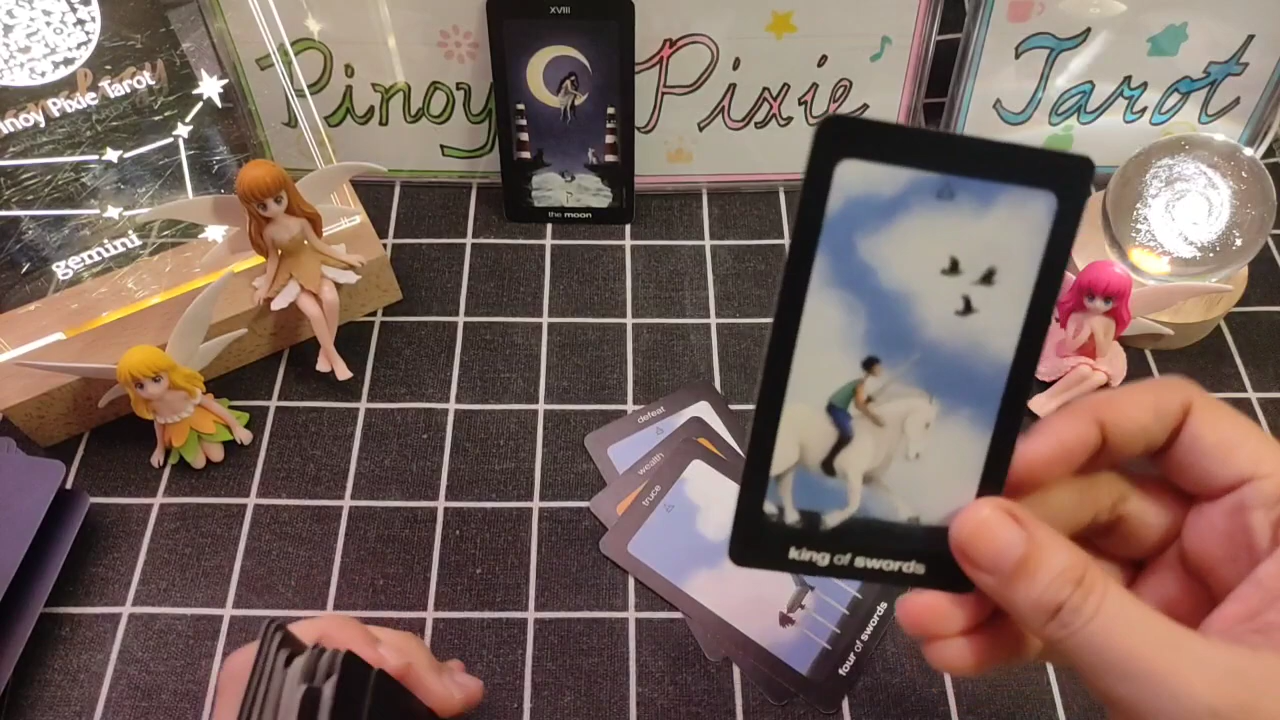 Pinoy Pixie Tarot
XVIII
the moon
Pinoy Pixie Tarot
gemini
king of swords
defeat
wealth
truce
four of swords